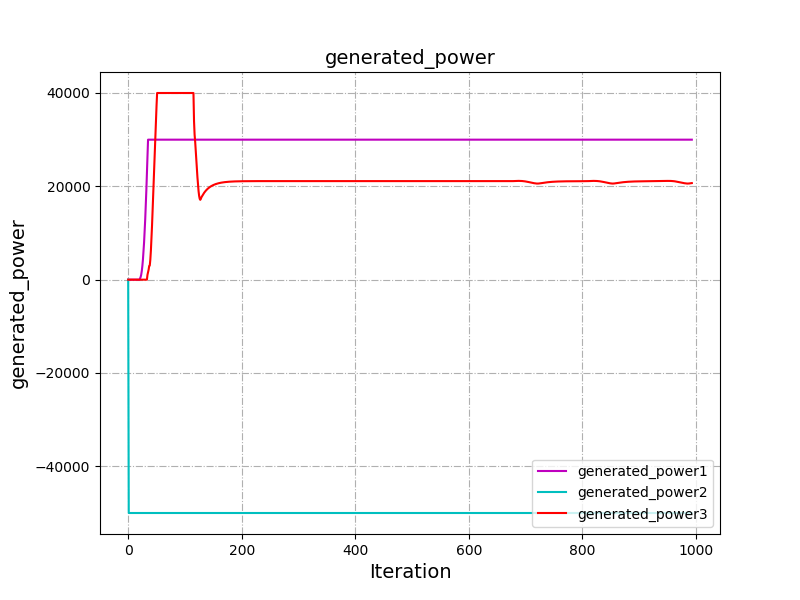 generated_power
40000
20000
0
−20000
−40000
generated_power
generated_power1
generated_power2
generated_power3
0 200 400 600 800 1000
Iteration